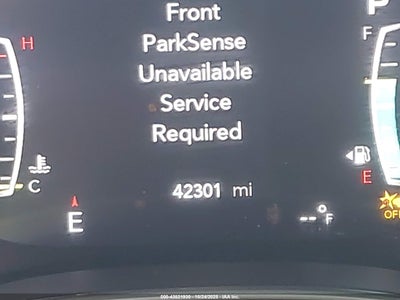 Front
ParkSense
Unavailable
Service
Required
H
C
E
42301 mi
--°F
P
F
E
OFF